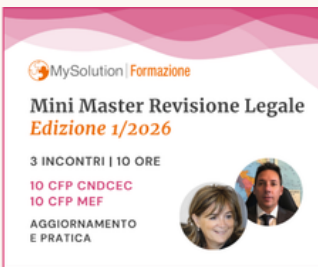 MySolution | Formazione
Mini Master Revisione Legale
Edizione 1/2026
3 INCONTRI | 10 ORE
10 CFP CNDCEC
10 CFP MEF
AGGIORNAMENTO
E PRATICA